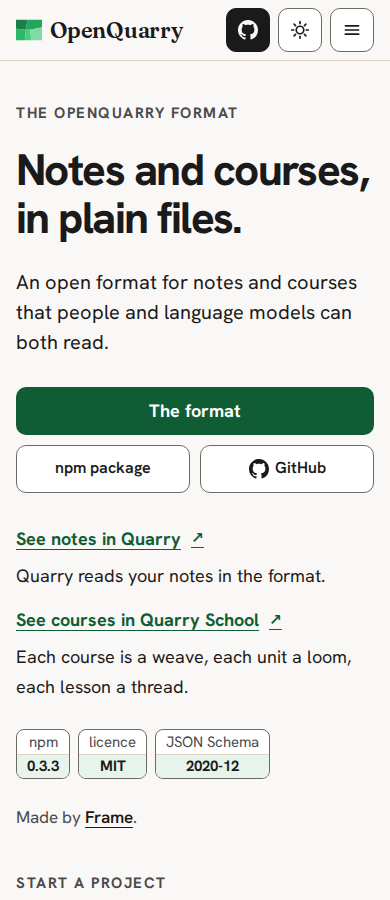 OpenQuarry
THE OPENQUARRY FORMAT
Notes and courses,
in plain files.
An open format for notes and courses
that people and language models can
both read.
The format
npm package
GitHub
See notes in Quarry ↗
Quarry reads your notes in the format.
See courses in Quarry School ↗
Each course is a weave, each unit a loom,
each lesson a thread.
npm
0.3.3
licence
MIT
JSON Schema
2020-12
Made by Frame.
START A PROJECT